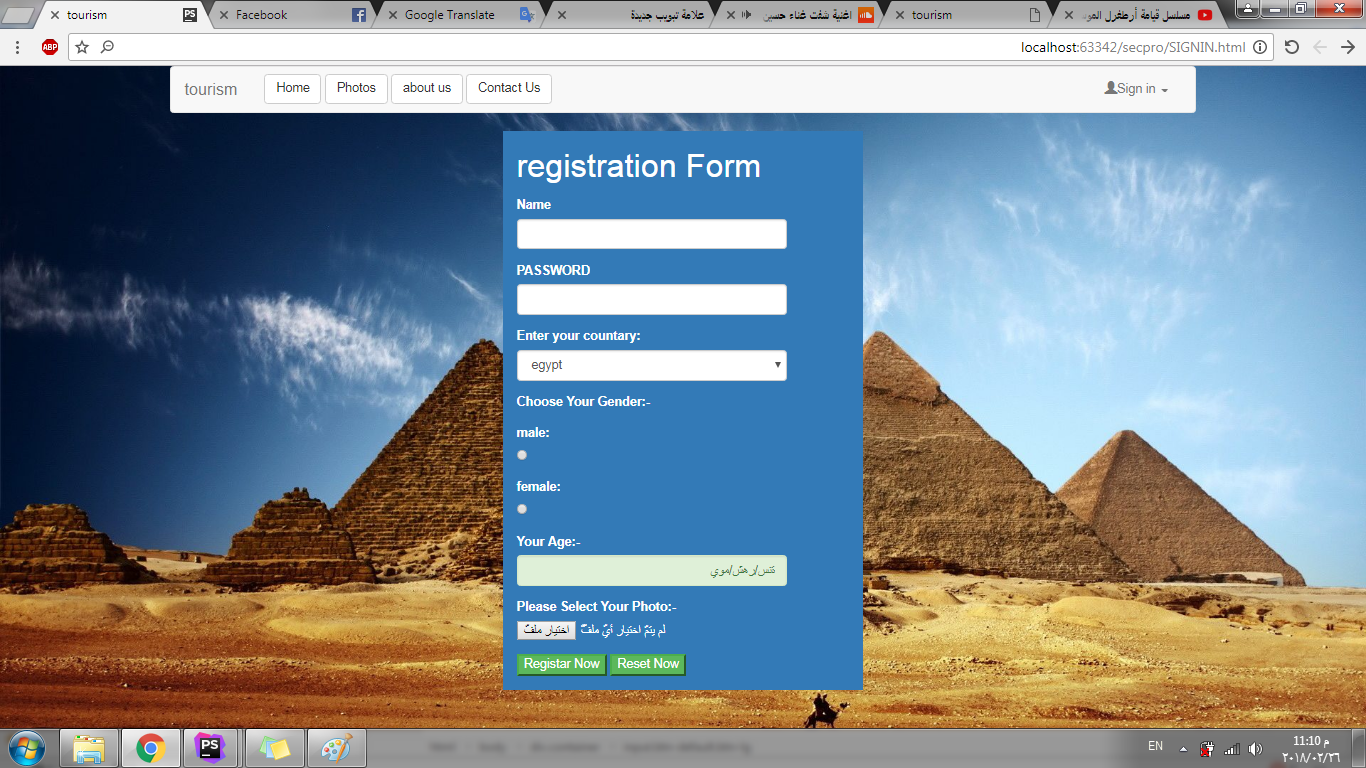 tourism
Facebook
Google Translate
علامة تبويب جديدة
اغنية شفت غناء حسين
tourism
مسلسل قيامة أرطغرل المو
ABP
localhost:63342/secpro/SIGNIN.html
tourism
Home
Photos
about us
Contact Us
Sign in
registration Form
Name
PASSWORD
Enter your countary:
egypt
Choose Your Gender:-
male:
female:
Your Age:-
Please Select Your Photo:-
اختيار ملفّ لم يتمّ اختيار أيّ ملفّ
Registar Now Reset Now
PS
EN
11:10 م
٢٠١٨/٠٢/٢٦